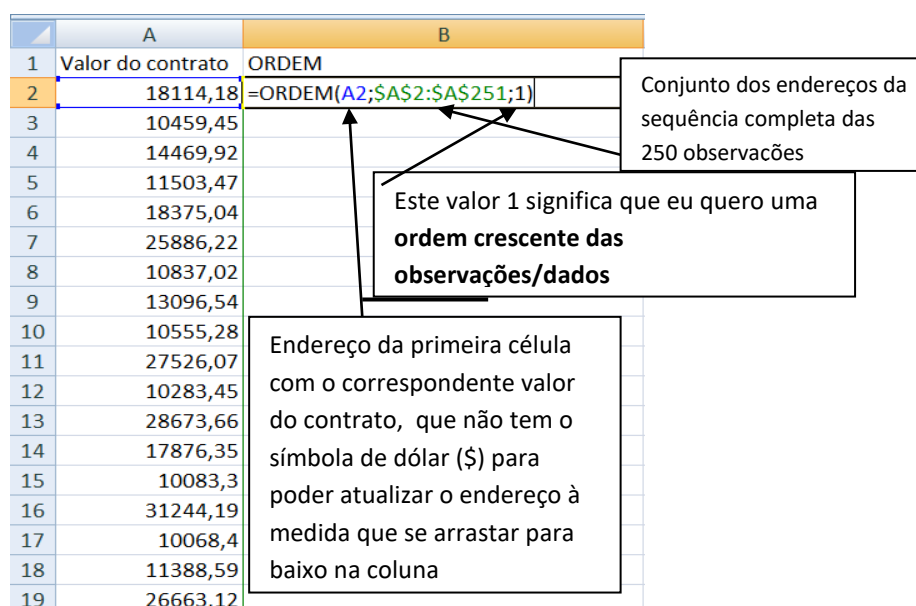 A B
1 Valor do contrato ORDEM
2 18114,18 =ORDEM(A2;$A$2:$A$251;1)
3 10459,45
4 14469,92
5 11503,47
6 18375,04
7 25886,22
8 10837,02
9 13096,54
10 10555,28
11 27526,07
12 10283,45
13 28673,66
14 17876,35
15 10083,3
16 31244,19
17 10068,4
18 11388,59
19 26663,12
Conjunto dos endereços da
sequência completa das
250 observacões
Este valor 1 significa que eu quero uma
ordem crescente das
observações/dados
Endereço da primeira célula
com o correspondente valor
do contrato, que não tem o
símbola de dólar ($) para
poder atualizar o endereço à
medida que se arrastar para
baixo na coluna